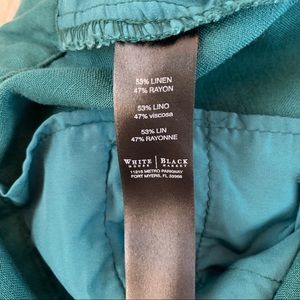 53% LINEN
47% RAYON
53% LINO
47% viscosa
53% LIN
47% RAYONNE
WHITE | BLACK
HOUSE MARKET
11215 METRO PARKWAY
FORT MYERS, FL 33966